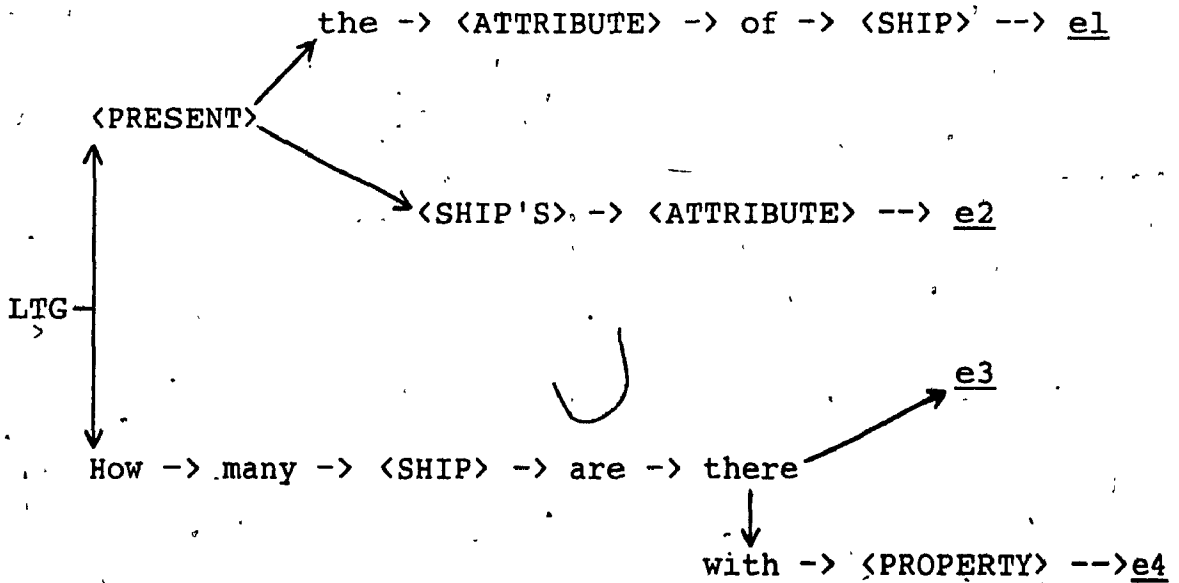 the -> <ATTRIBUTE> -> of -> <SHIP> --> e1
<PRESENT>
<SHIP'S> -> <ATTRIBUTE> --> e2
LTG
e3
How -> many -> <SHIP> -> are -> there
with -> <PROPERTY> -->e4